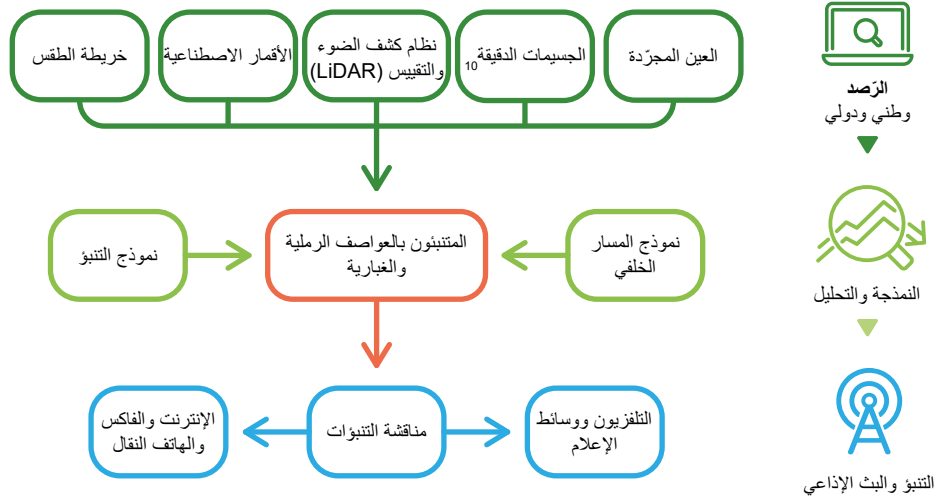 العين المجرّدة
الجسيمات الدقيقة10
نظام كشف الضوء
والتقييس (LiDAR)
الأقمار الاصطناعية
خريطة الطقس
الرّصد
وطني ودولي
نموذج المسار
الخلفي
المتنبئون بالعواصف الرملية
والغبارية
نموذج التنبؤ
النمذجة والتحليل
التلفزيون ووسائط
الإعلام
مناقشة التنبؤات
الإنترنت والفاكس
والهاتف النقال
التنبؤ والبث الإذاعي